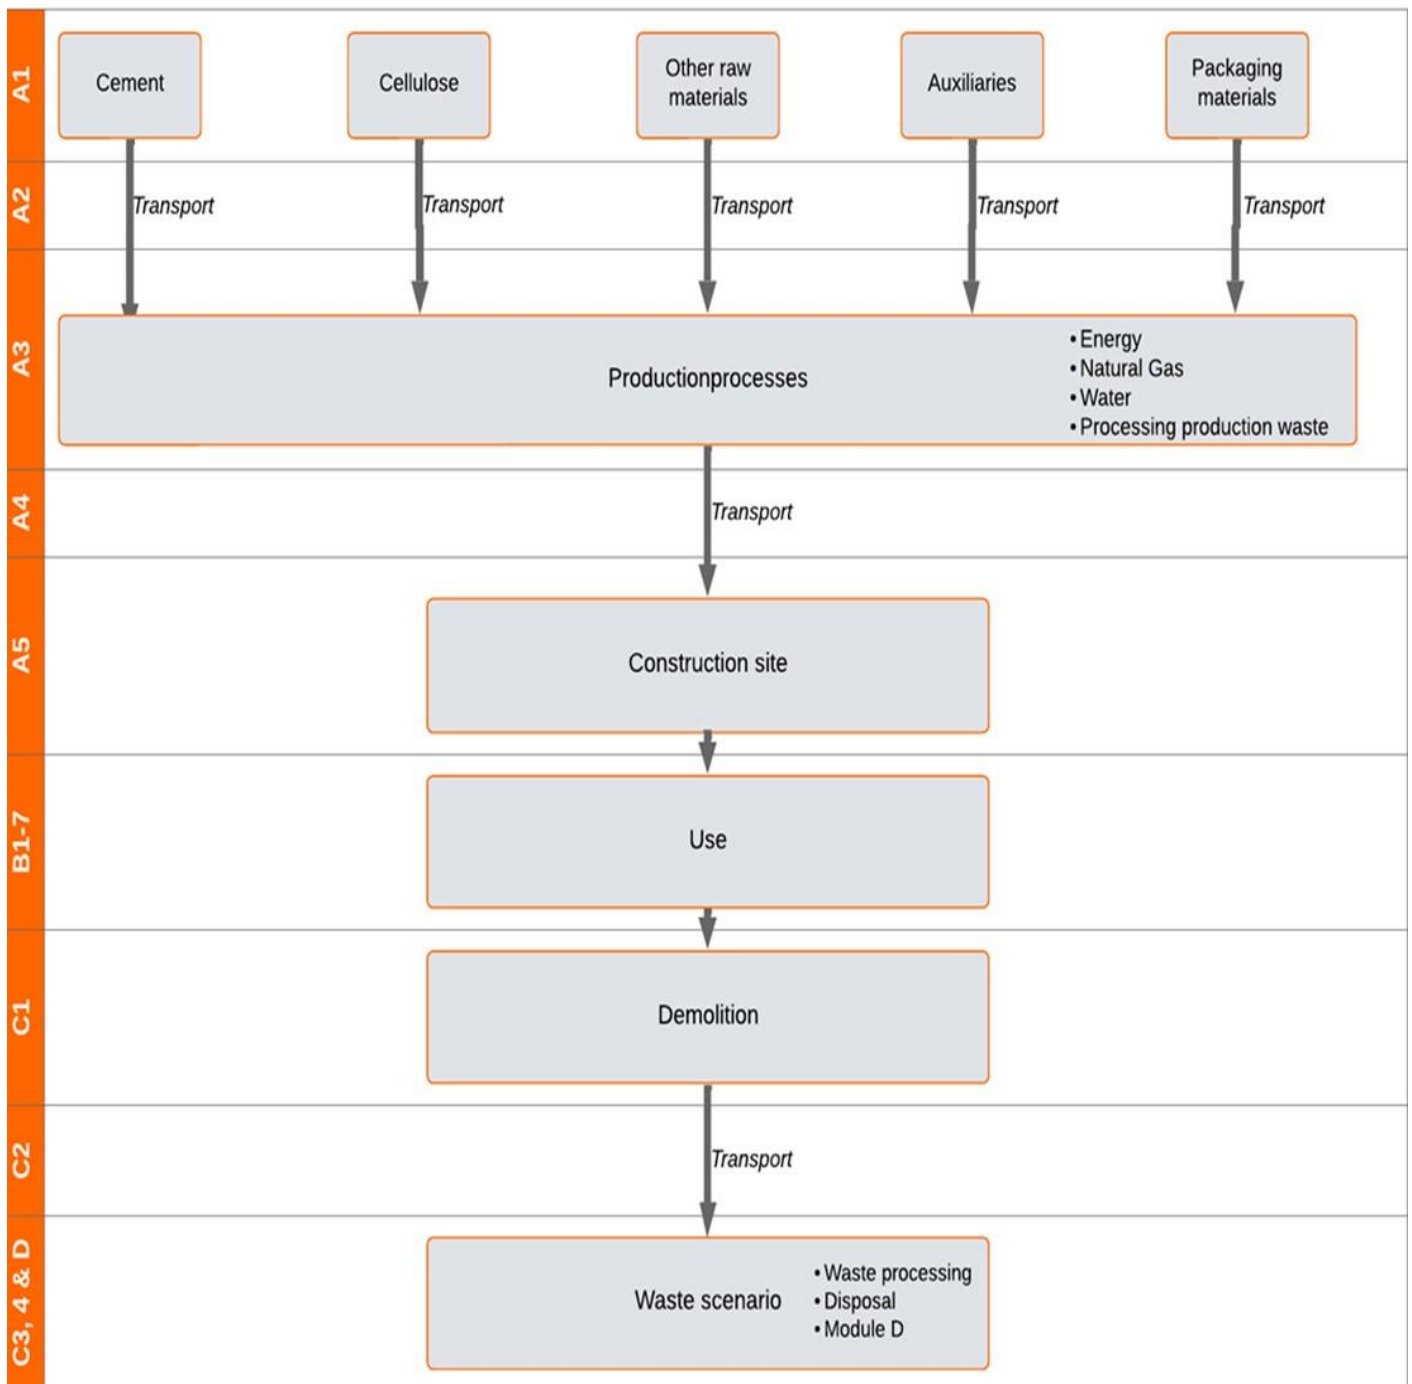 A1
Cement
Cellulose
Other raw
materials
Auxiliaries
Packaging
materials
A2
Transport
Transport
Transport
Transport
Transport
A3
Productionprocesses
• Energy
• Natural Gas
• Water
• Processing production waste
A4
Transport
A5
Construction site
B1-7
Use
C1
Demolition
C2
Transport
C3, 4 & D
Waste scenario
• Waste processing
• Disposal
• Module D